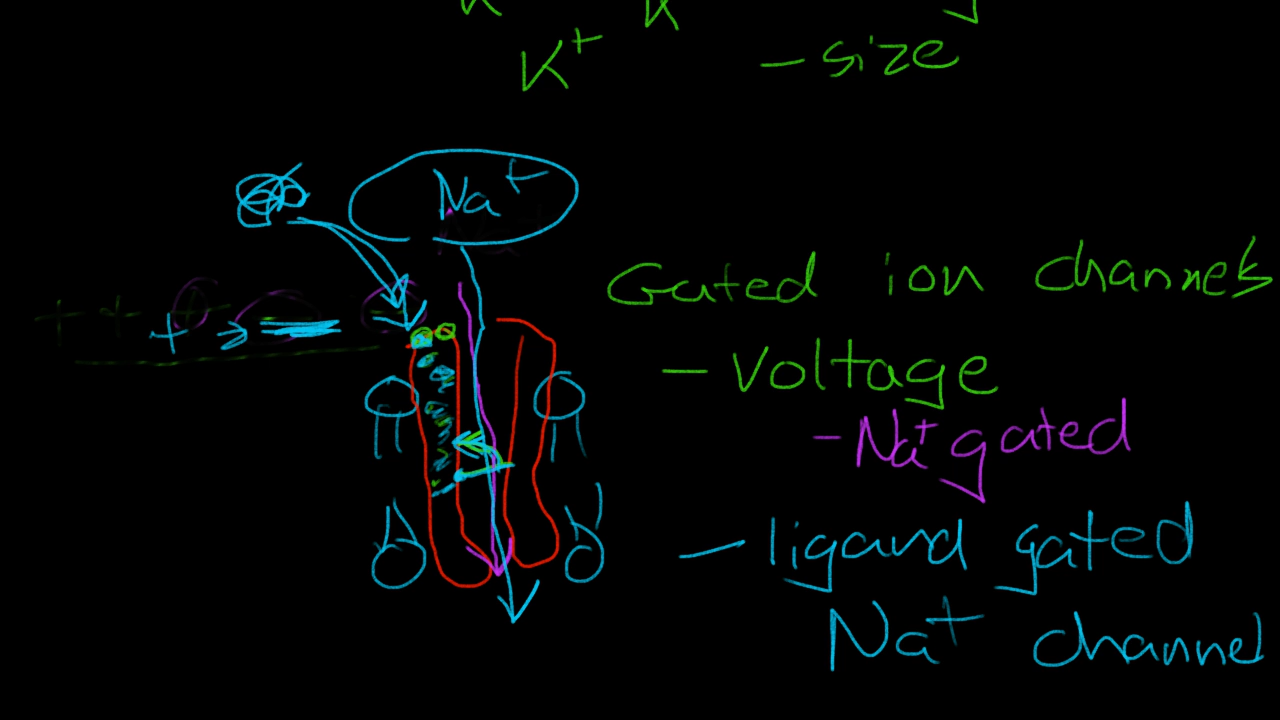 K K
K+
- size
Na+
+ + + +
+ → =
Gated ion channels
- voltage
- Na+ gated
- ligand gated
Na+ channel